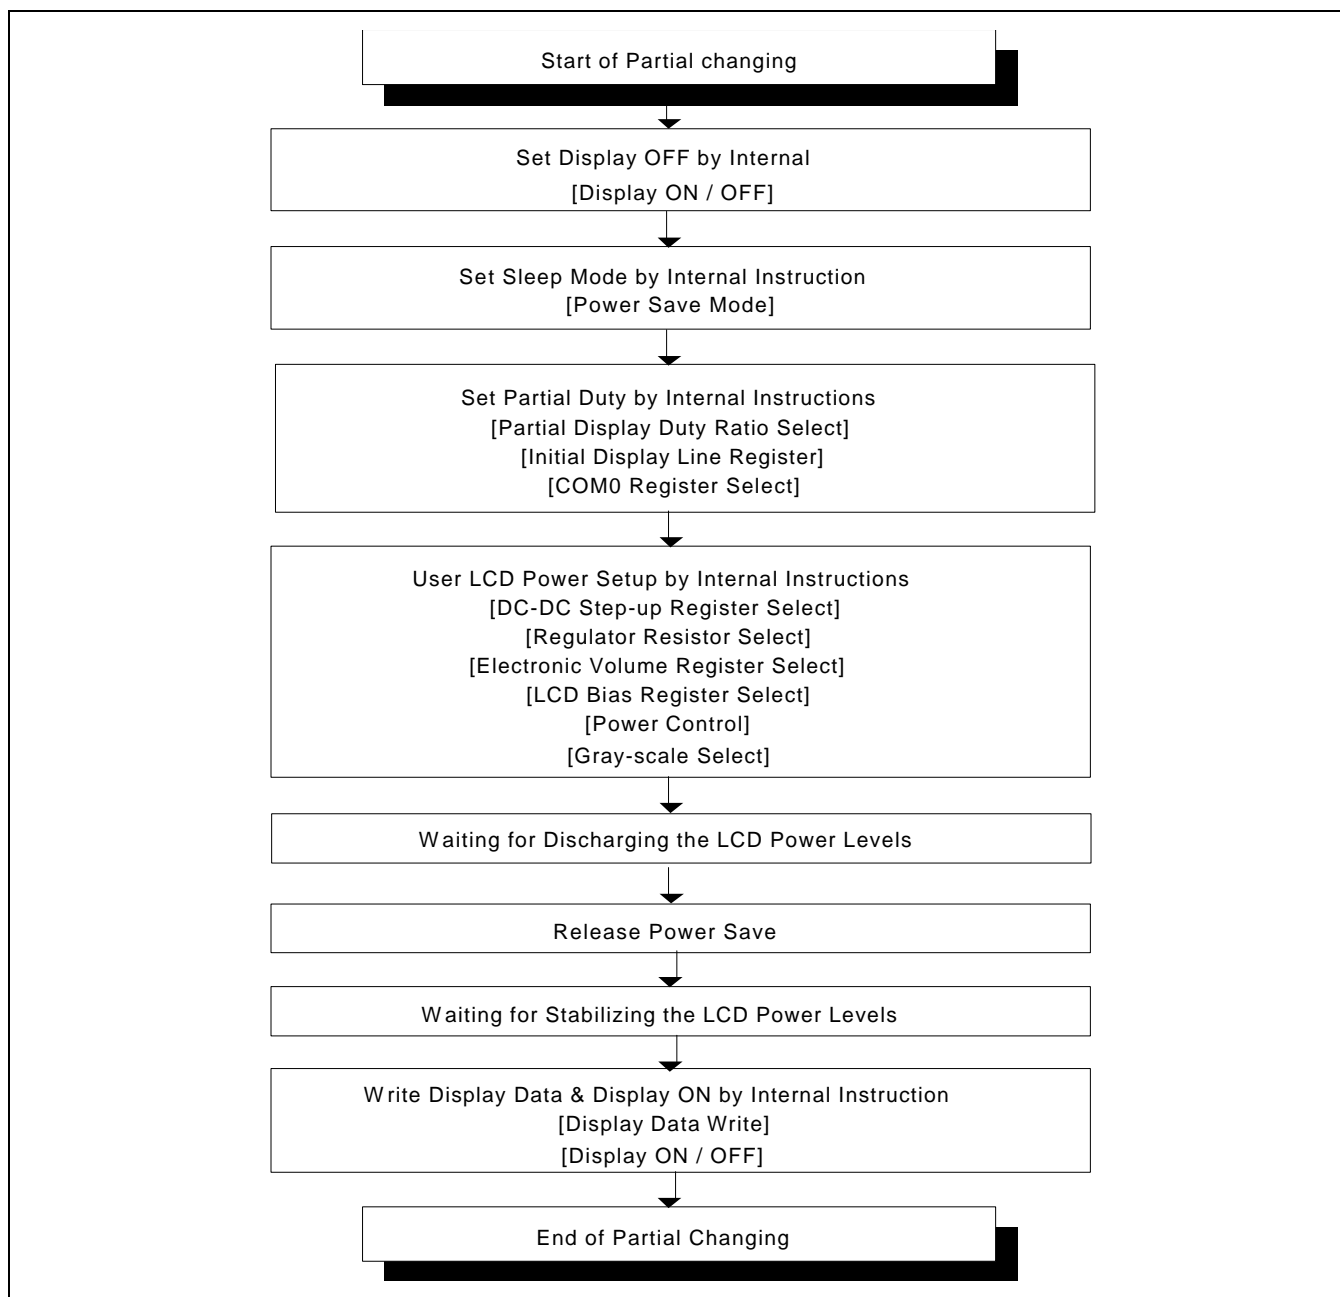 Start of Partial changing
Set Display OFF by Internal
[Display ON / OFF]
Set Sleep Mode by Internal Instruction
[Power Save Mode]
Set Partial Duty by Internal Instructions
[Partial Display Duty Ratio Select]
[Initial Display Line Register]
[COM0 Register Select]
User LCD Power Setup by Internal Instructions
[DC-DC Step-up Register Select]
[Regulator Resistor Select]
[Electronic Volume Register Select]
[LCD Bias Register Select]
[Power Control]
[Gray-scale Select]
Waiting for Discharging the LCD Power Levels
Release Power Save
Waiting for Stabilizing the LCD Power Levels
Write Display Data & Display ON by Internal Instruction
[Display Data Write]
[Display ON / OFF]
End of Partial Changing